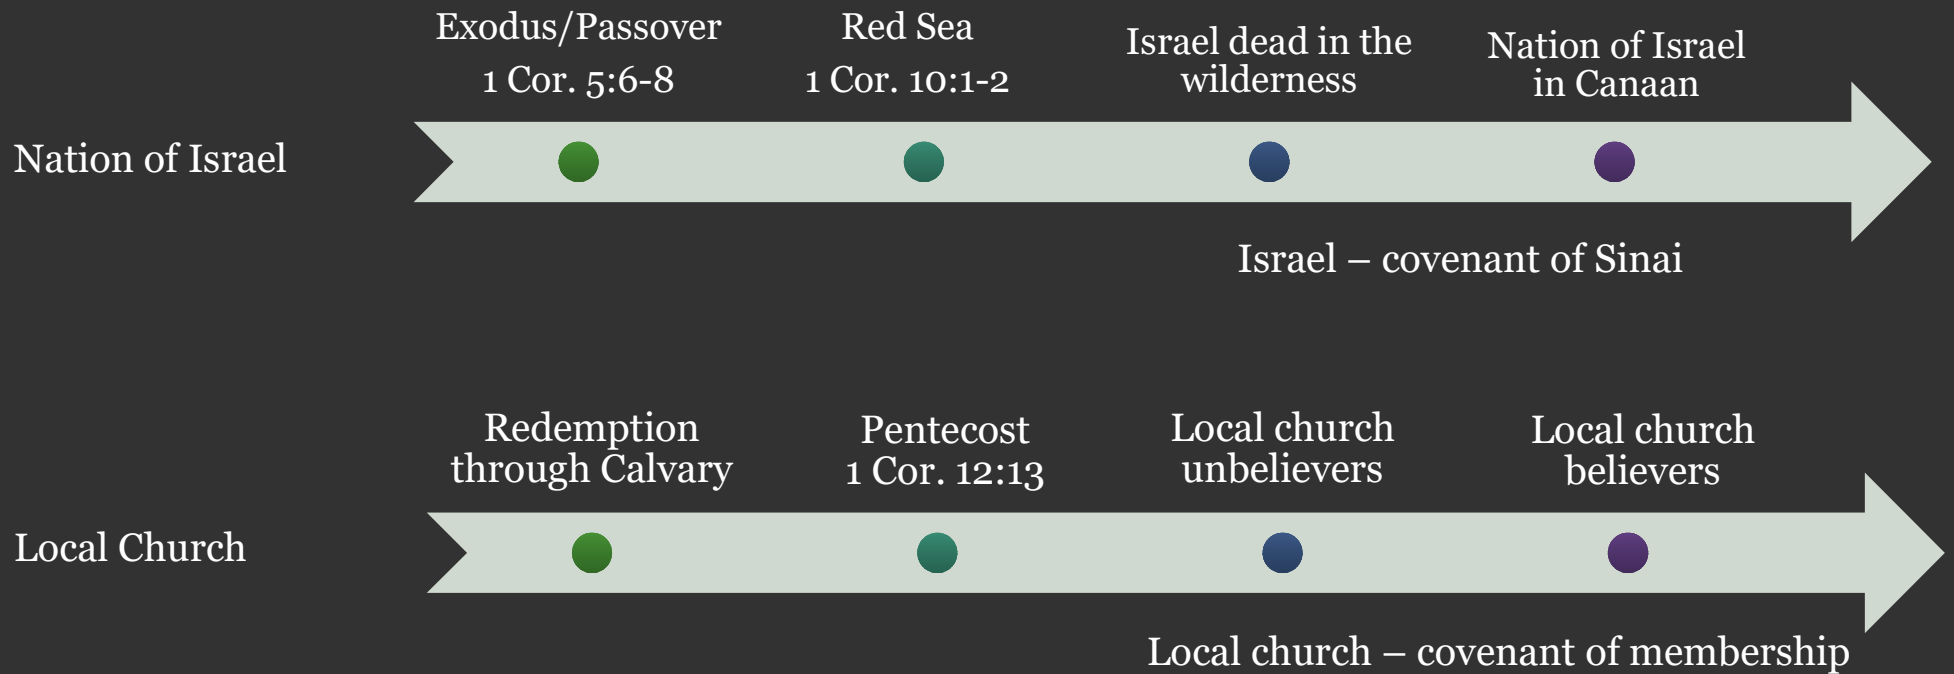 Exodus/Passover
1 Cor. 5:6-8
Red Sea
1 Cor. 10:1-2
Israel dead in the
wilderness
Nation of Israel
in Canaan
Nation of Israel
Israel – covenant of Sinai
Redemption
through Calvary
Pentecost
1 Cor. 12:13
Local church
unbelievers
Local church
believers
Local Church
Local church – covenant of membership